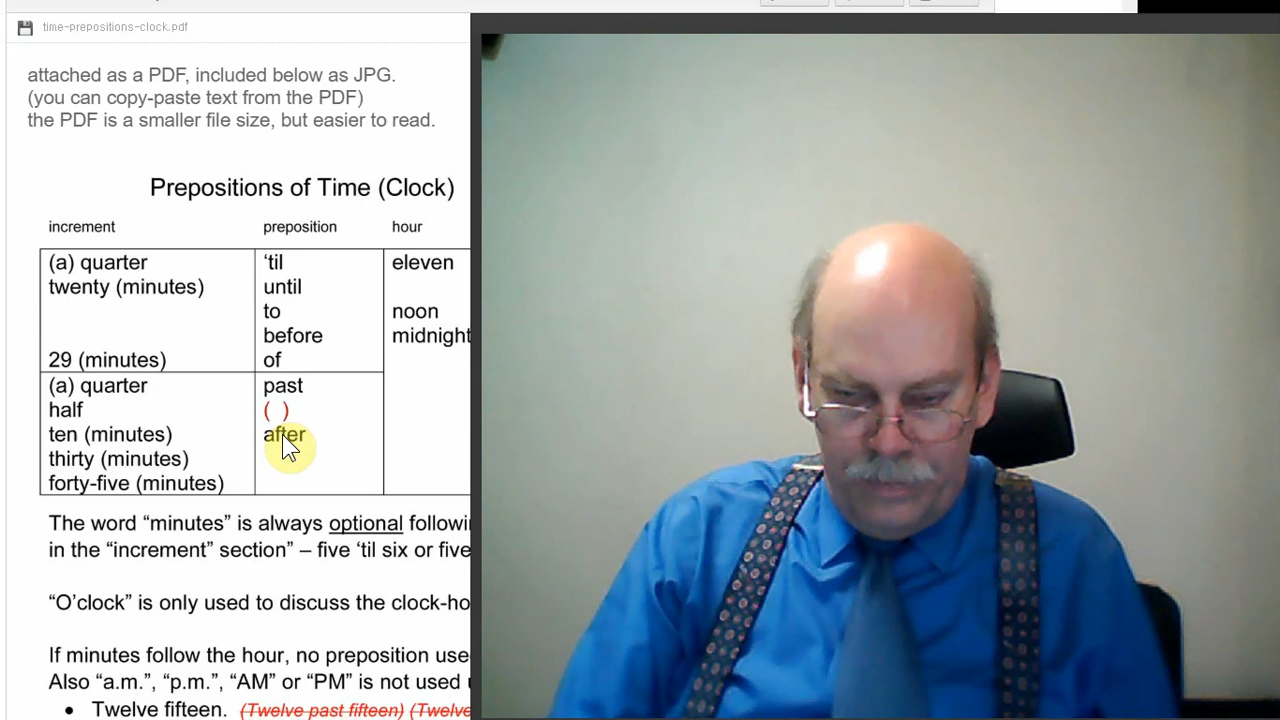 time-prepositions-clock.pdf
attached as a PDF, included below as JPG.
(you can copy-paste text from the PDF)
the PDF is a smaller file size, but easier to read.
Prepositions of Time (Clock)
increment preposition hour
(a) quarter ‘til eleven
twenty (minutes) until
to noon
before midnight
29 (minutes) of
(a) quarter past
half ( )
ten (minutes) after
thirty (minutes)
forty-five (minutes)
The word “minutes” is always optional
in the “increment” section” – five ‘til six or five
“O’clock” is only used to discuss the
If minutes follow the hour, no preposition
Also “a.m.”, “p.m.”, “AM” or “PM” is not used
• Twelve fifteen. (Twelve past fifteen) (Twelve